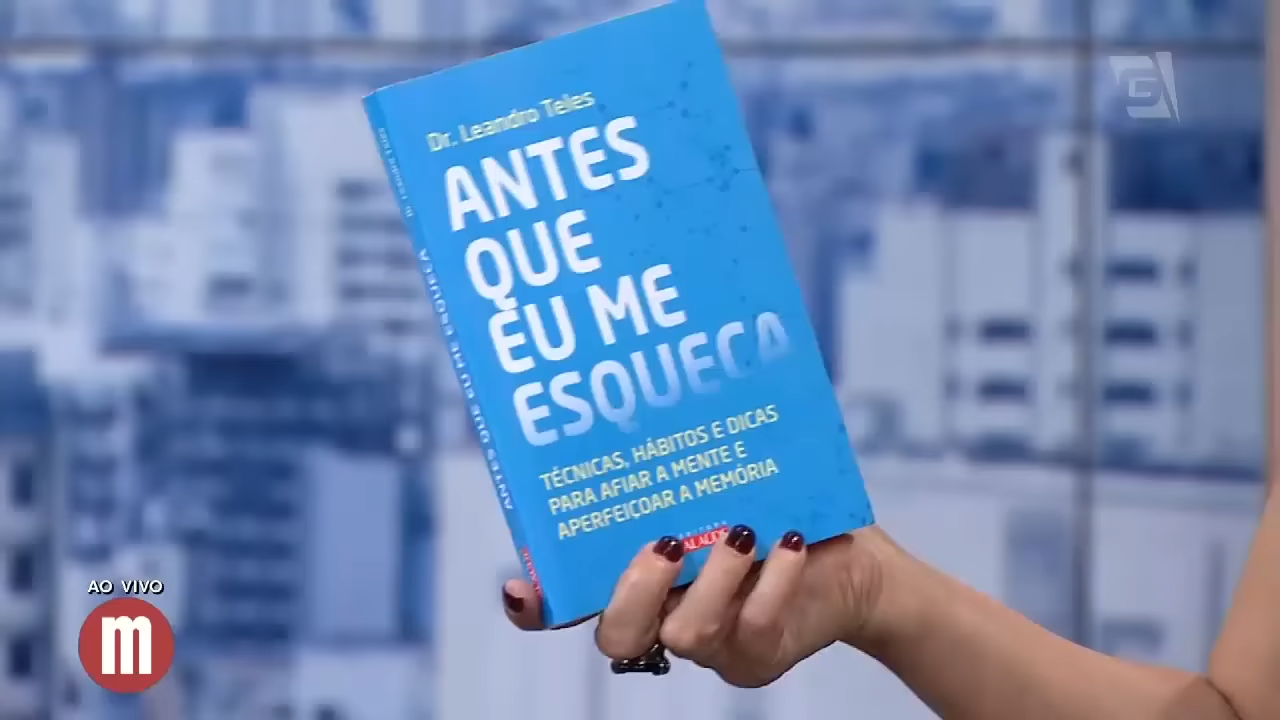 Dr. Leandro Teles
ANTES
QUE
EU ME
ESQUEÇA
TÉCNICAS, HÁBITOS E DICAS
PARA AFIAR A MENTE E
APERFEIÇOAR A MEMÓRIA
ANTES QUE EU ME ESQUEÇA
AO VIVO
m
G